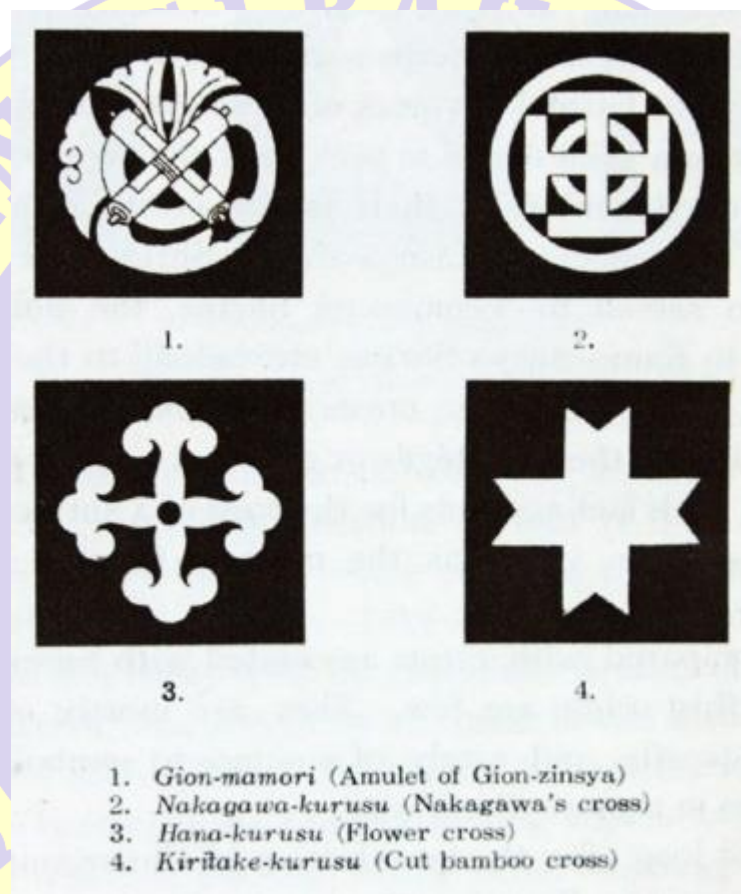 1.
2.
3.
4.
1. Gion-mamori (Amulet of Gion-zinsya)
2. Nakagawa-kurusu (Nakagawa's cross)
3. Hana-kurusu (Flower cross)
4. Kiritake-kurusu (Cut bamboo cross)